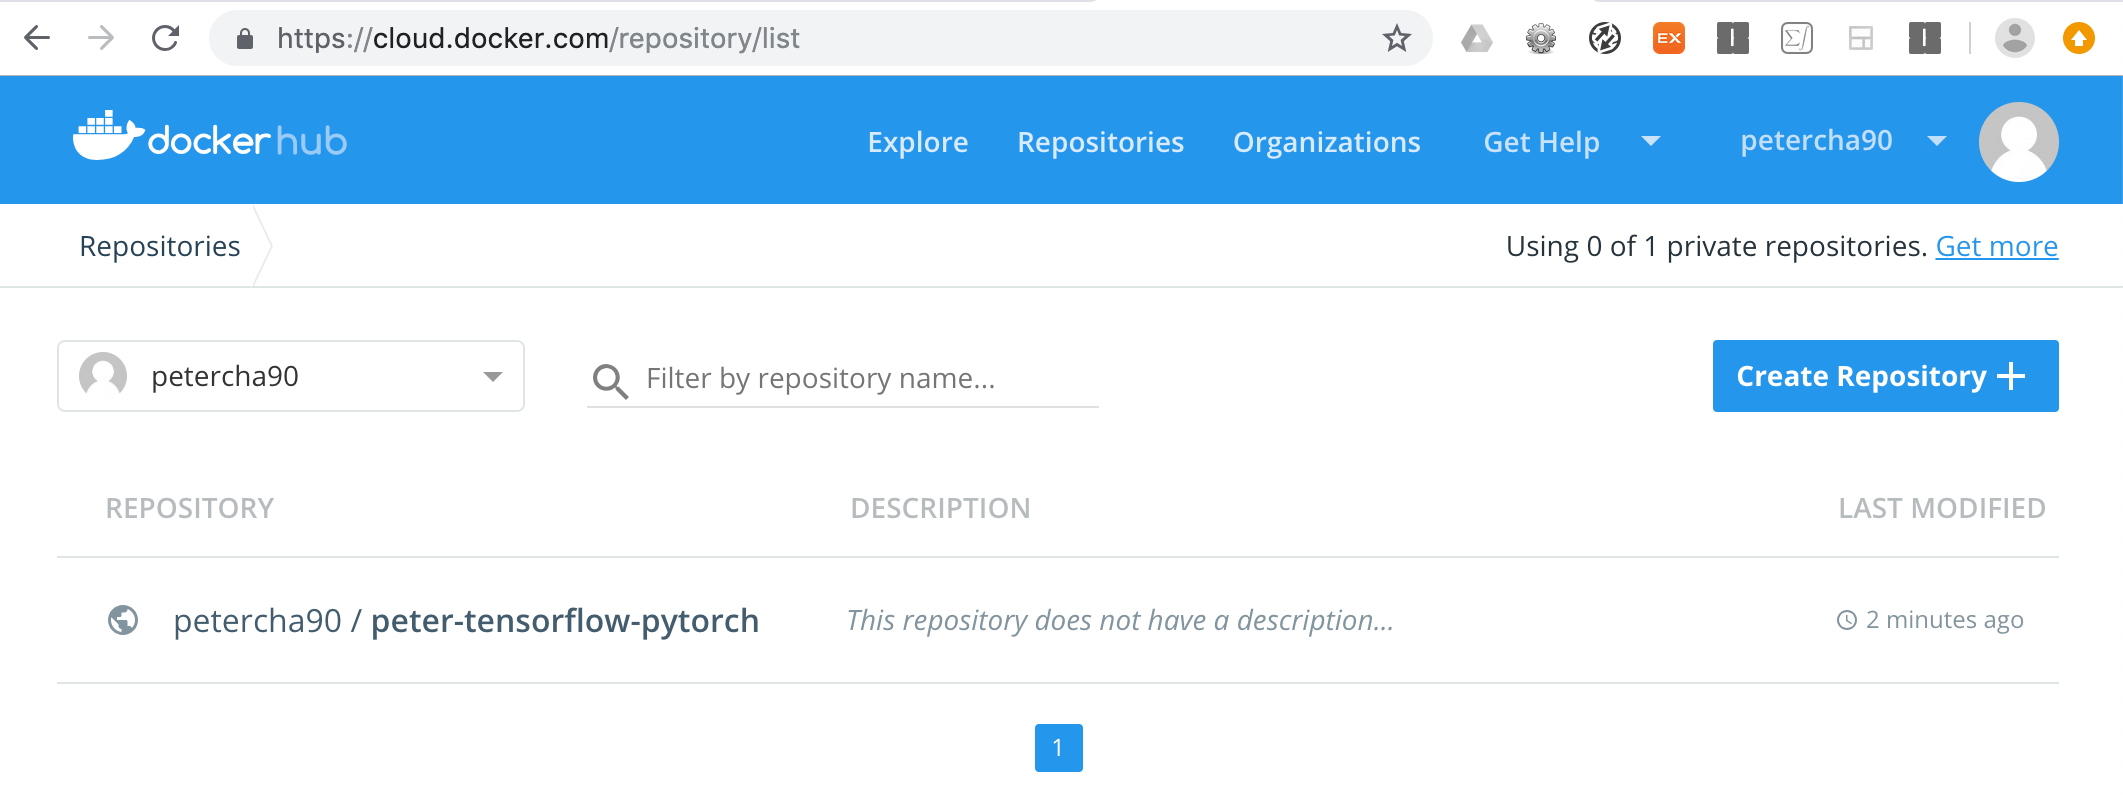 https://cloud.docker.com/repository/list
EX
docker hub
Explore Repositories Organizations Get Help petercha90
Repositories
Using 0 of 1 private repositories. Get more
petercha90
Filter by repository name...
Create Repository +
REPOSITORY DESCRIPTION LAST MODIFIED
petercha90 / peter-tensorflow-pytorch This repository does not have a description... 2 minutes ago
1